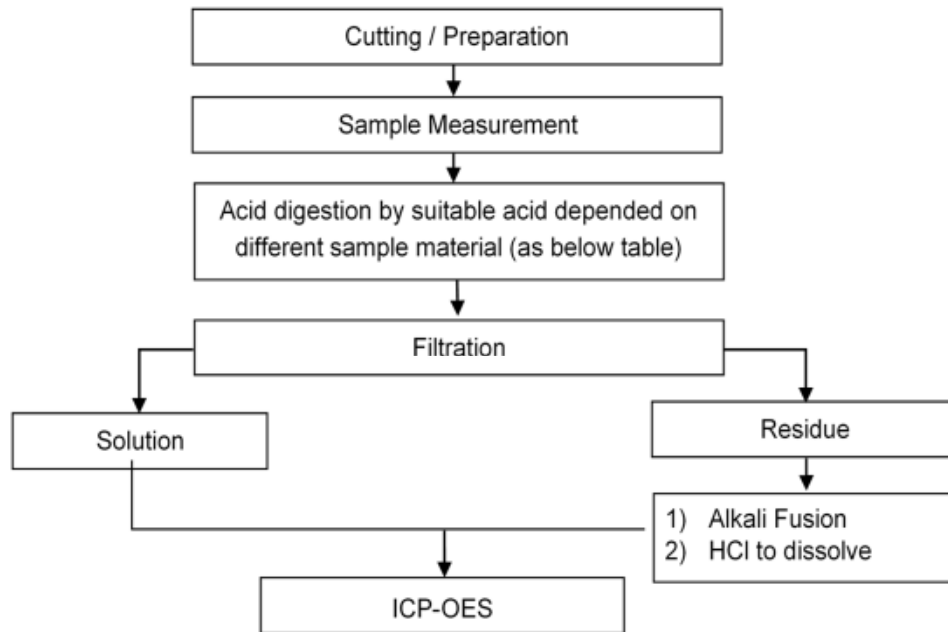 Cutting / Preparation
Sample Measurement
Acid digestion by suitable acid depended on
different sample material (as below table)
Filtration
Solution
Residue
1) Alkali Fusion
2) HCl to dissolve
ICP-OES